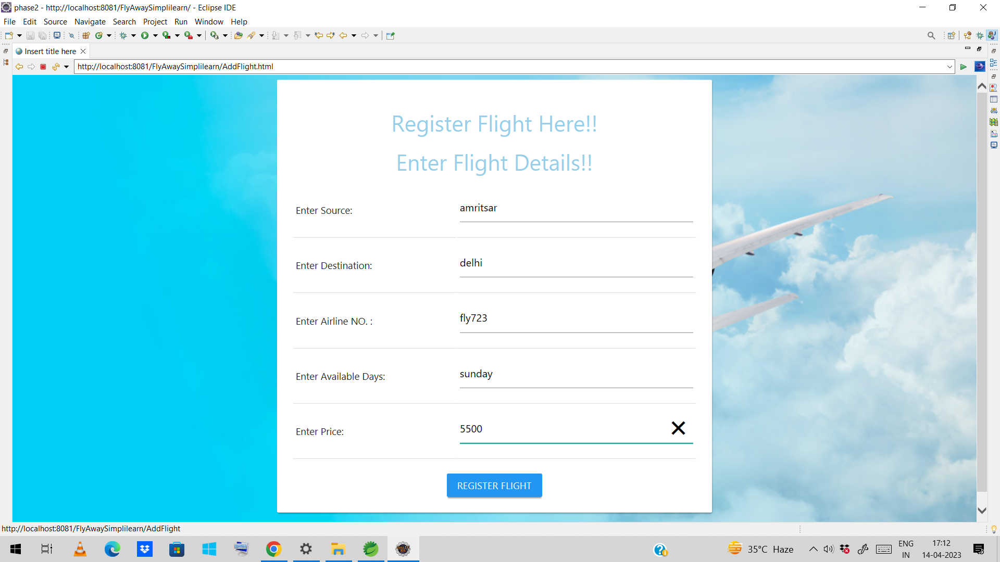 phase2 - http://localhost:8081/FlyAwaySimplilearn/ - Eclipse IDE
File Edit Source Navigate Search Project Run Window Help
Insert title here
http://localhost:8081/FlyAwaySimplilearn/AddFlight.html
Register Flight Here!!
Enter Flight Details!!
Enter Source: amritsar
Enter Destination: delhi
Enter Airline NO. : fly723
Enter Available Days: sunday
Enter Price: 5500
REGISTER FLIGHT
http://localhost:8081/FlyAwaySimplilearn/AddFlight
35°C Haze
ENG
IN
17:12
14-04-2023